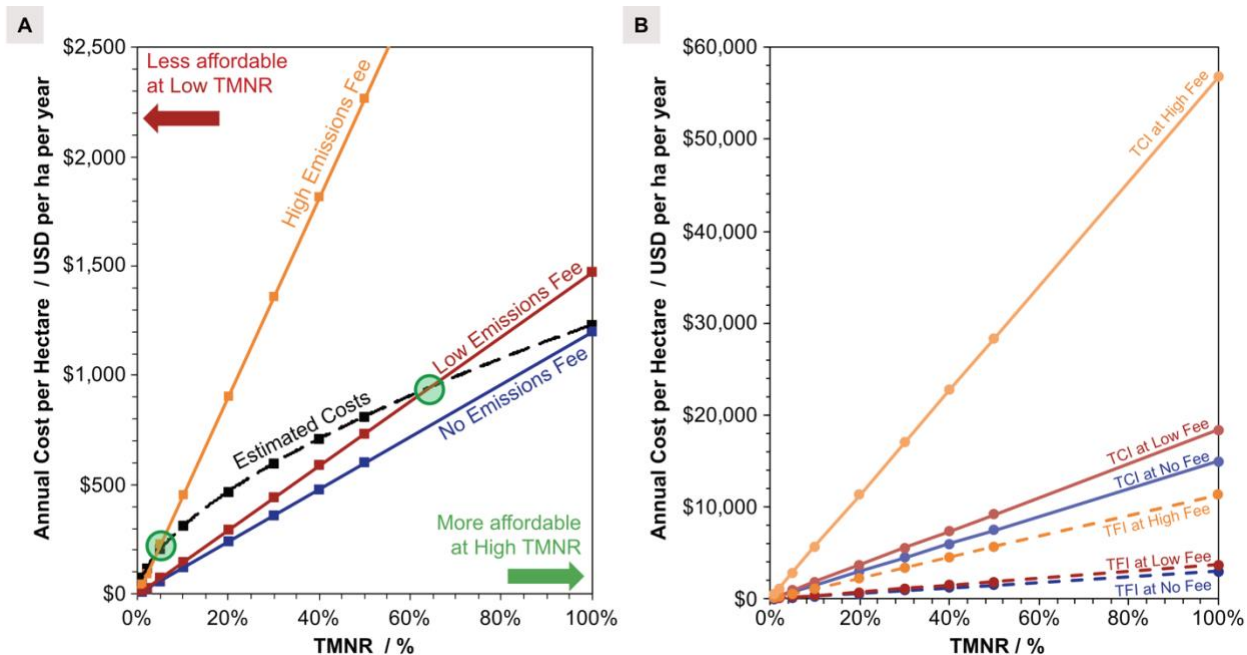 A
Annual Cost per Hectare / USD per ha per year
$2,500
$2,000
$1,500
$1,000
$500
$0
Less affordable
at Low TMNR
High Emissions Fee
Estimated Costs
Low Emissions Fee
No Emissions Fee
More affordable
at High TMNR
0% 20% 40% 60% 80% 100%
TMNR / %
B
Annual Cost per Hectare / USD per ha per year
$60,000
$50,000
$40,000
$30,000
$20,000
$10,000
$0
TCI at High Fee
TCI at Low Fee
TCI at No Fee
TFI at High Fee
TFI at Low Fee
TFI at No Fee
0% 20% 40% 60% 80% 100%
TMNR / %